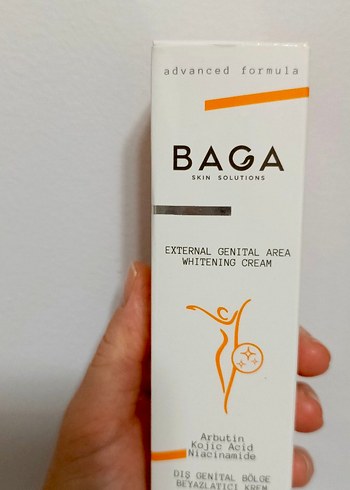 advanced formula
BAGA
SKIN SOLUTIONS
EXTERNAL GENITAL AREA
WHITENING CREAM
Arbutin
Kojic Acid
Niacinamide
DIŞ GENİTAL BÖLGE
BEYAZLATICI KREM